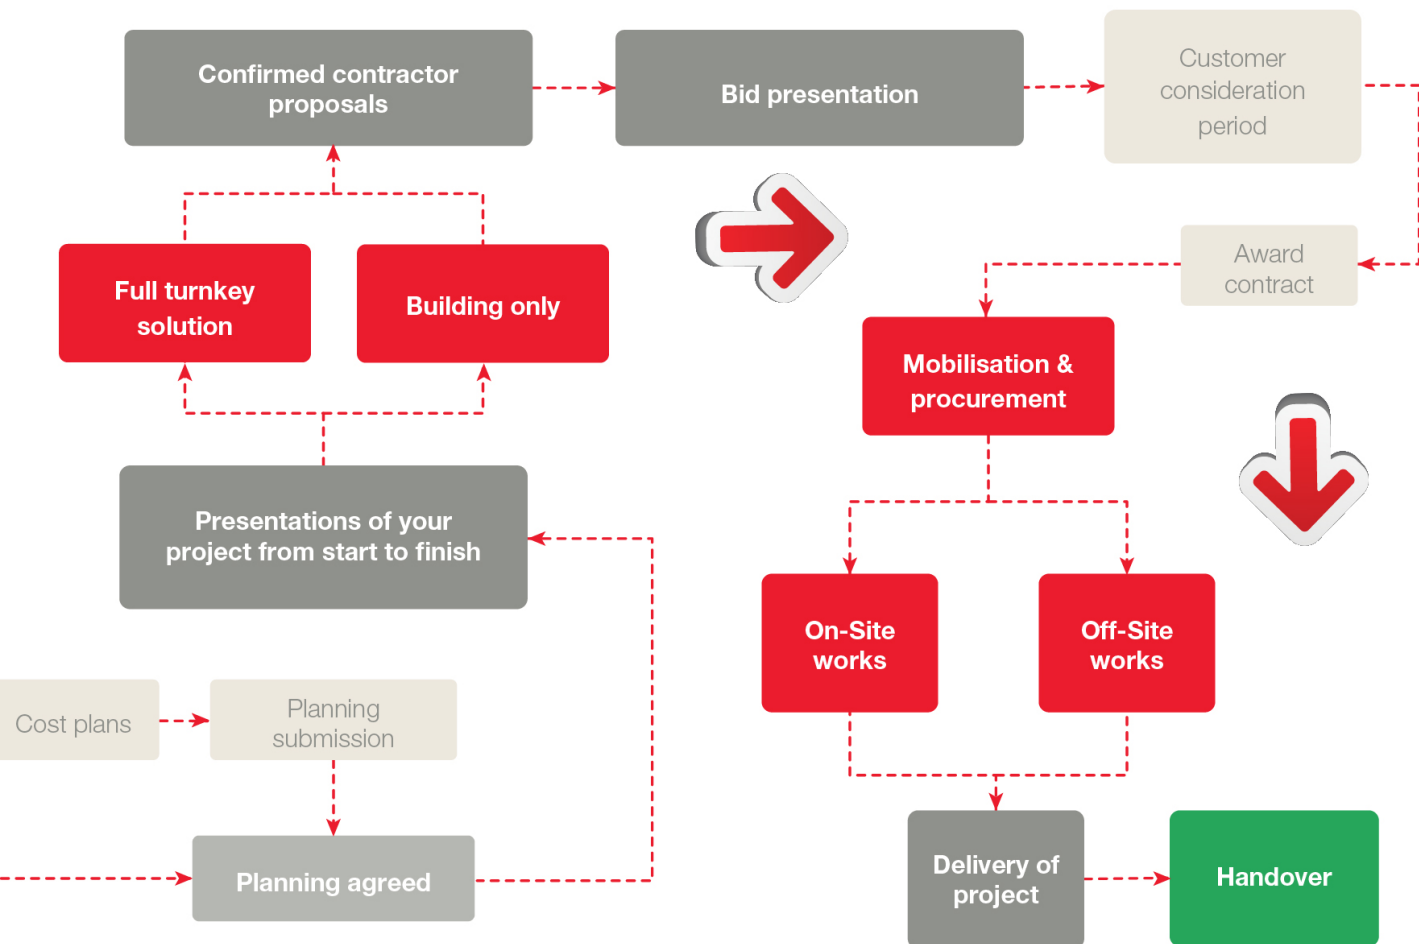 Confirmed contractor
proposals
Bid presentation
Customer
consideration
period
Full turnkey
solution
Building only
Award
contract
Mobilisation &
procurement
Presentations of your
project from start to finish
On-Site
works
Off-Site
works
Cost plans
Planning
submission
Planning agreed
Delivery of
project
Handover